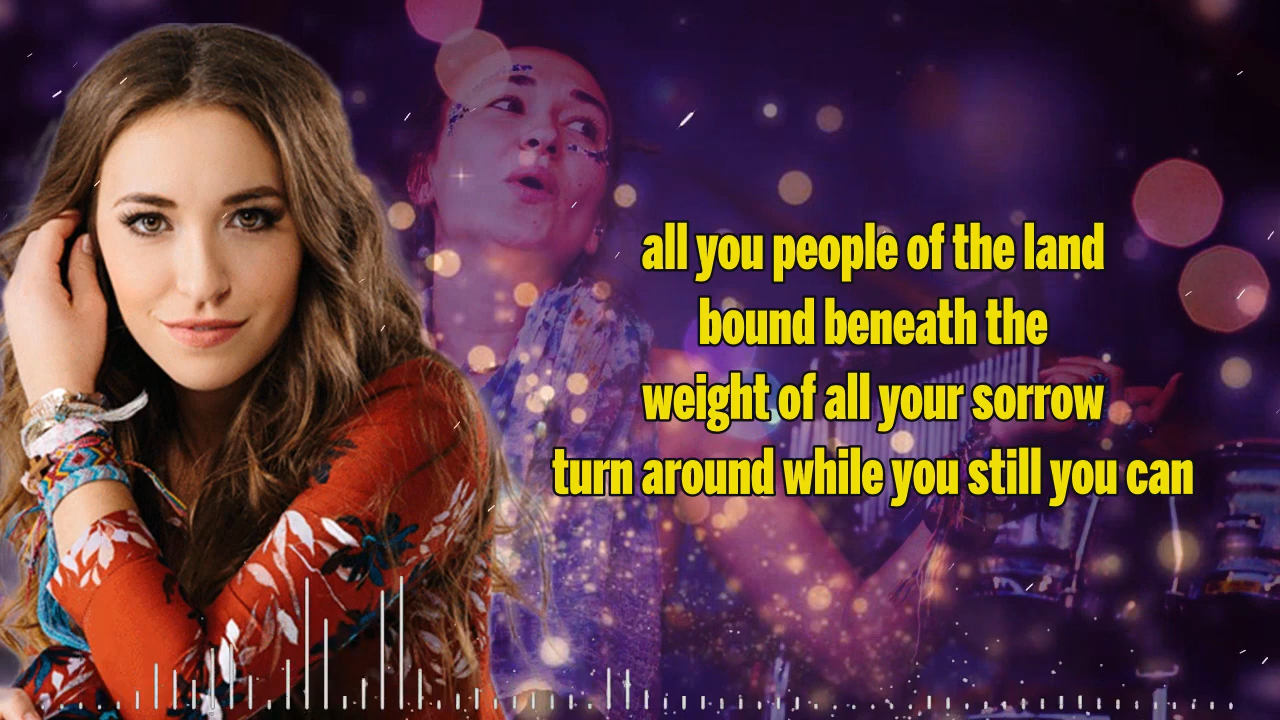 all you people of the land
bound beneath the
weight of all your sorrow
turn around while you still you can